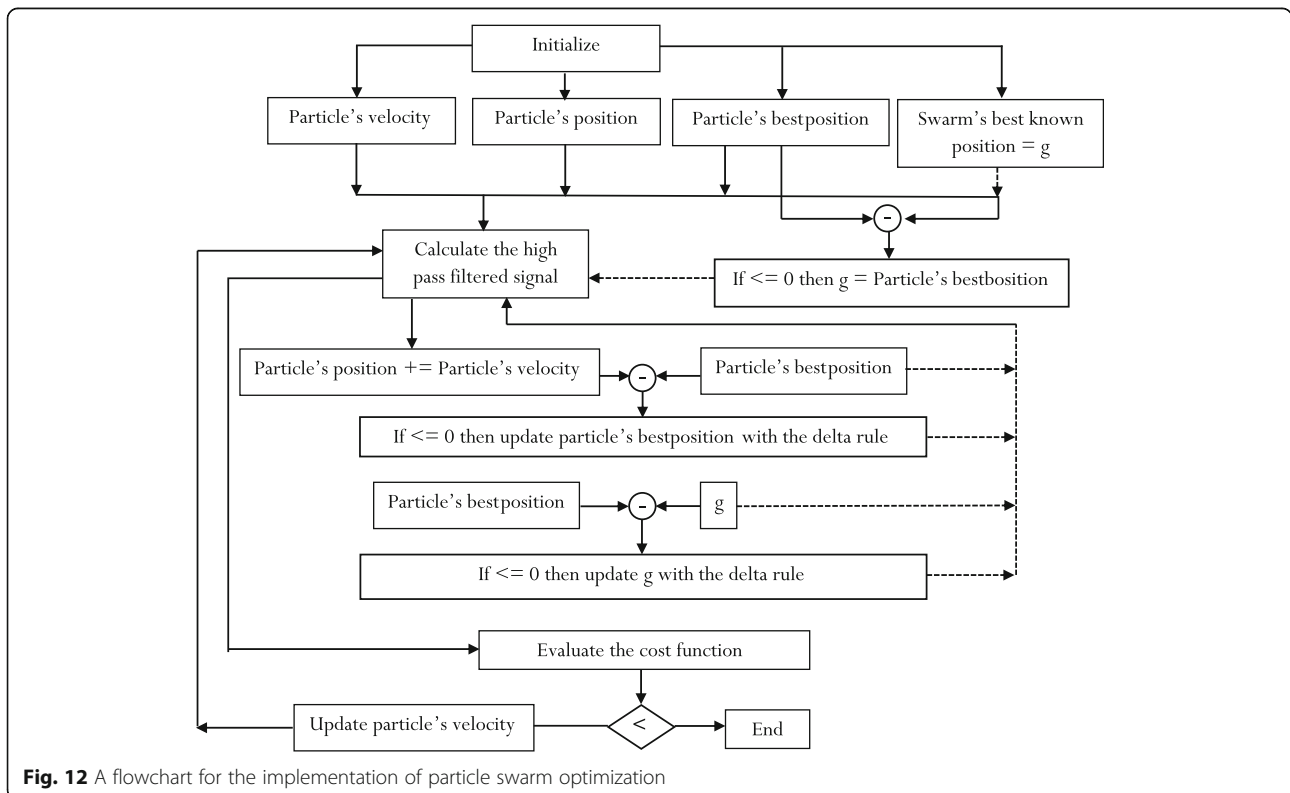 Initialize
Particle's velocity
Particle's position
Particle's bestposition
Swarm's best known
position = g
-
Calculate the high
pass filtered signal
If <= 0 then g = Particle's bestbosition
Particle's position += Particle's velocity
-
Particle's bestposition
If <= 0 then update particle's bestposition with the delta rule
Particle's bestposition
-
g
If <= 0 then update g with the delta rule
Evaluate the cost function
Update particle's velocity
<
End
Fig. 12 A flowchart for the implementation of particle swarm optimization